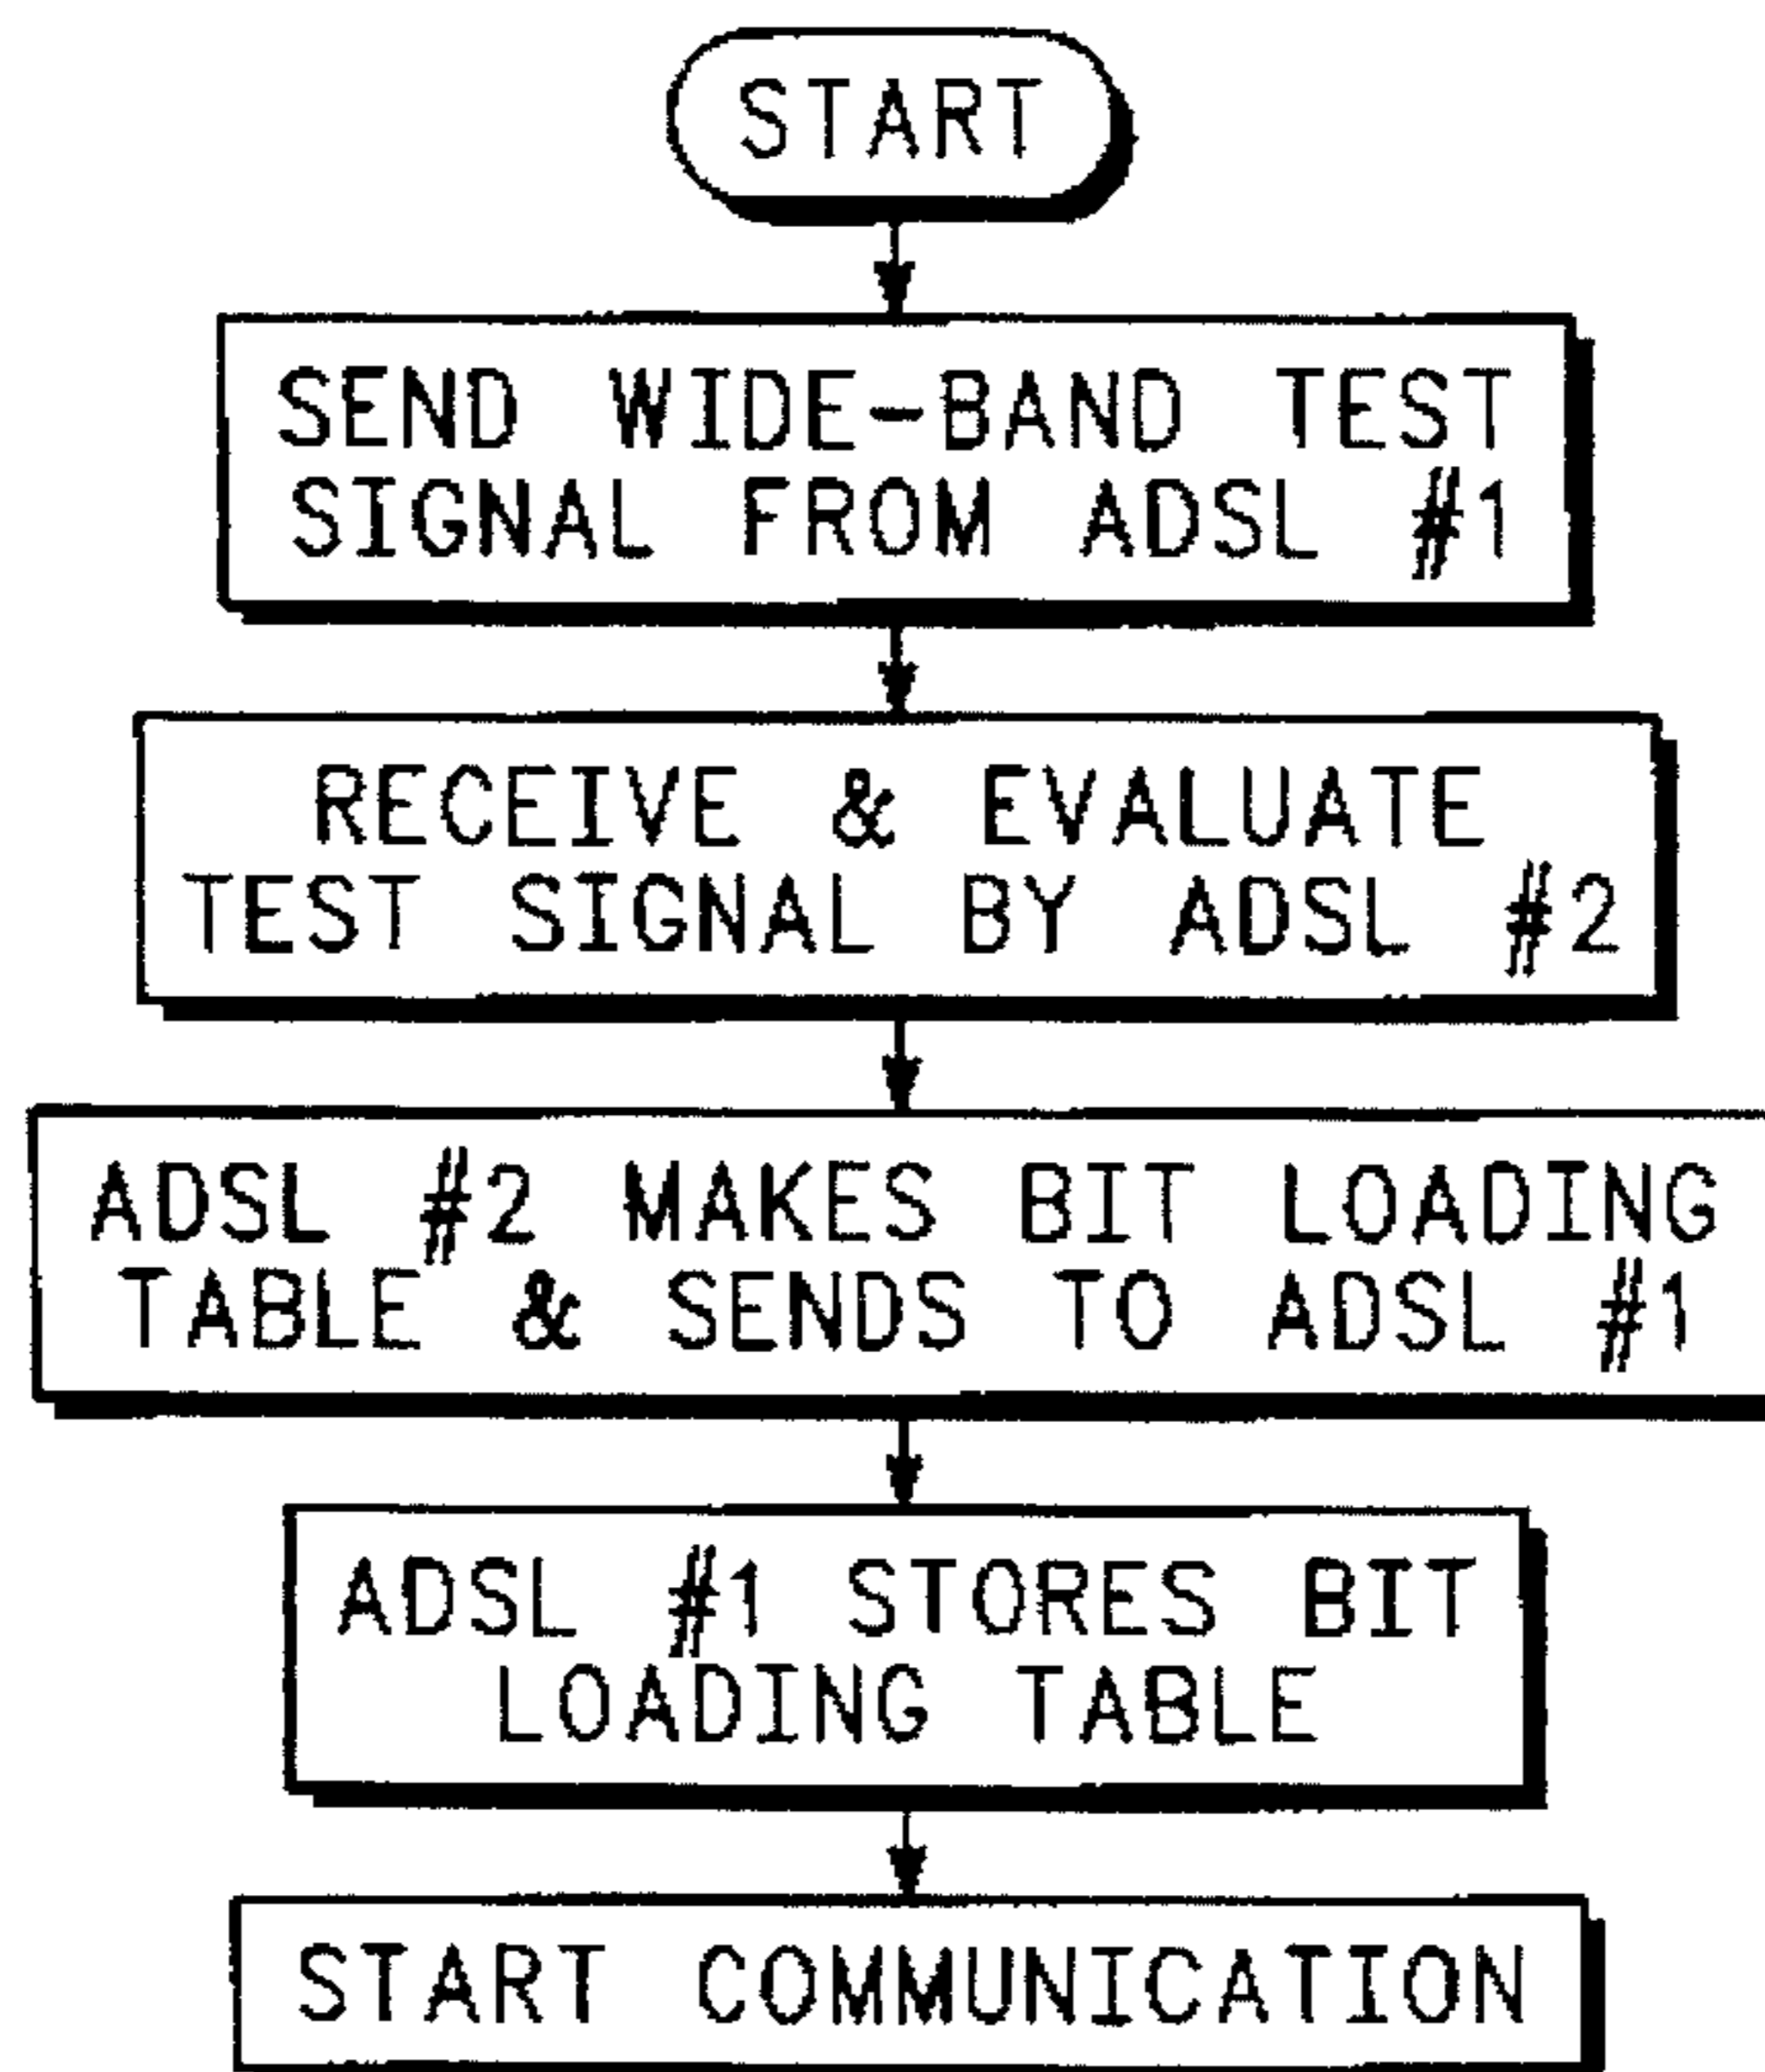 START
SEND WIDE-BAND TEST
SIGNAL FROM ADSL #1
RECEIVE & EVALUATE
TEST SIGNAL BY ADSL #2
ADSL #2 MAKES BIT LOADING
TABLE & SENDS TO ADSL #1
ADSL #1 STORES BIT
LOADING TABLE
START COMMUNICATION